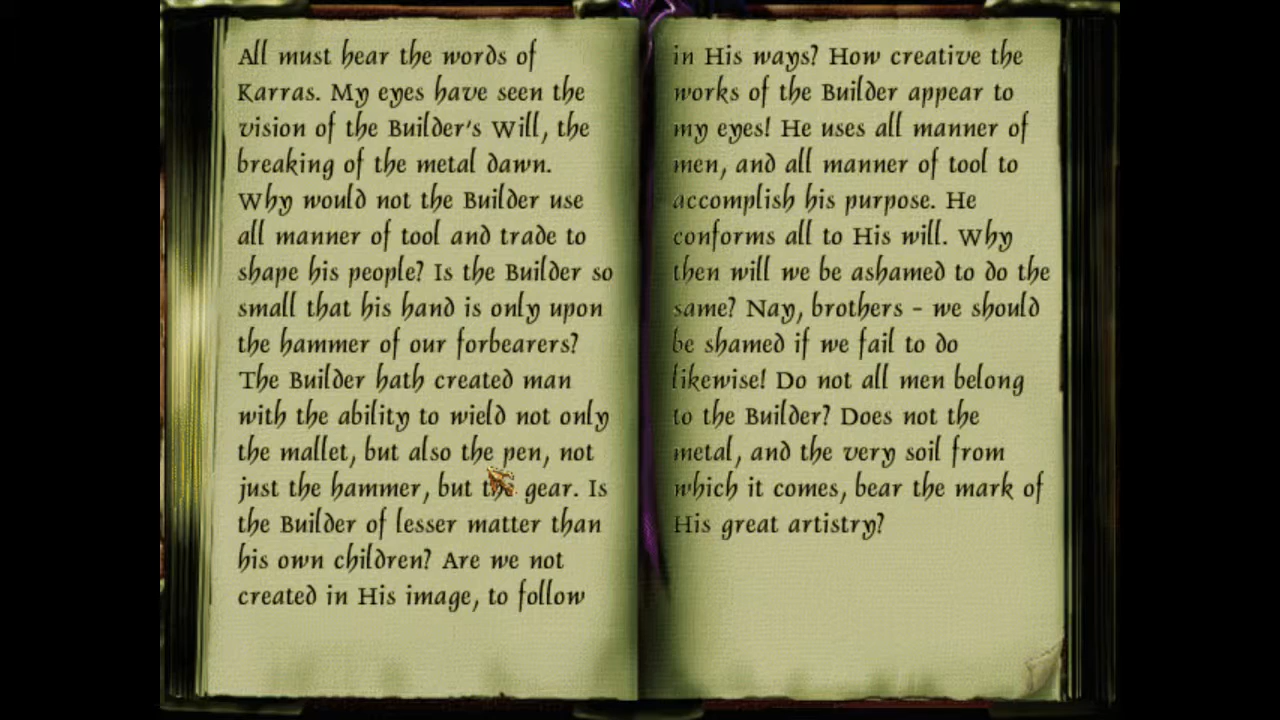 All must hear the words of
Karras. My eyes have seen the
vision of the Builder's Will, the
breaking of the metal dawn.
Why would not the Builder use
all manner of tool and trade to
shape his people? Is the Builder so
small that his hand is only upon
the hammer of our forbearers?
The Builder hath created man
with the ability to wield not only
the mallet, but also the pen, not
just the hammer, but the gear. Is
the Builder of lesser matter than
his own children? Are we not
created in His image, to follow
in His ways? How creative the
works of the Builder appear to
my eyes! He uses all manner of
men, and all manner of tool to
accomplish his purpose. He
conforms all to His will. Why
then will we be ashamed to do the
same? Nay, brothers - we should
be shamed if we fail to do
likewise! Do not all men belong
to the Builder? Does not the
metal, and the very soil from
which it comes, bear the mark of
His great artistry?